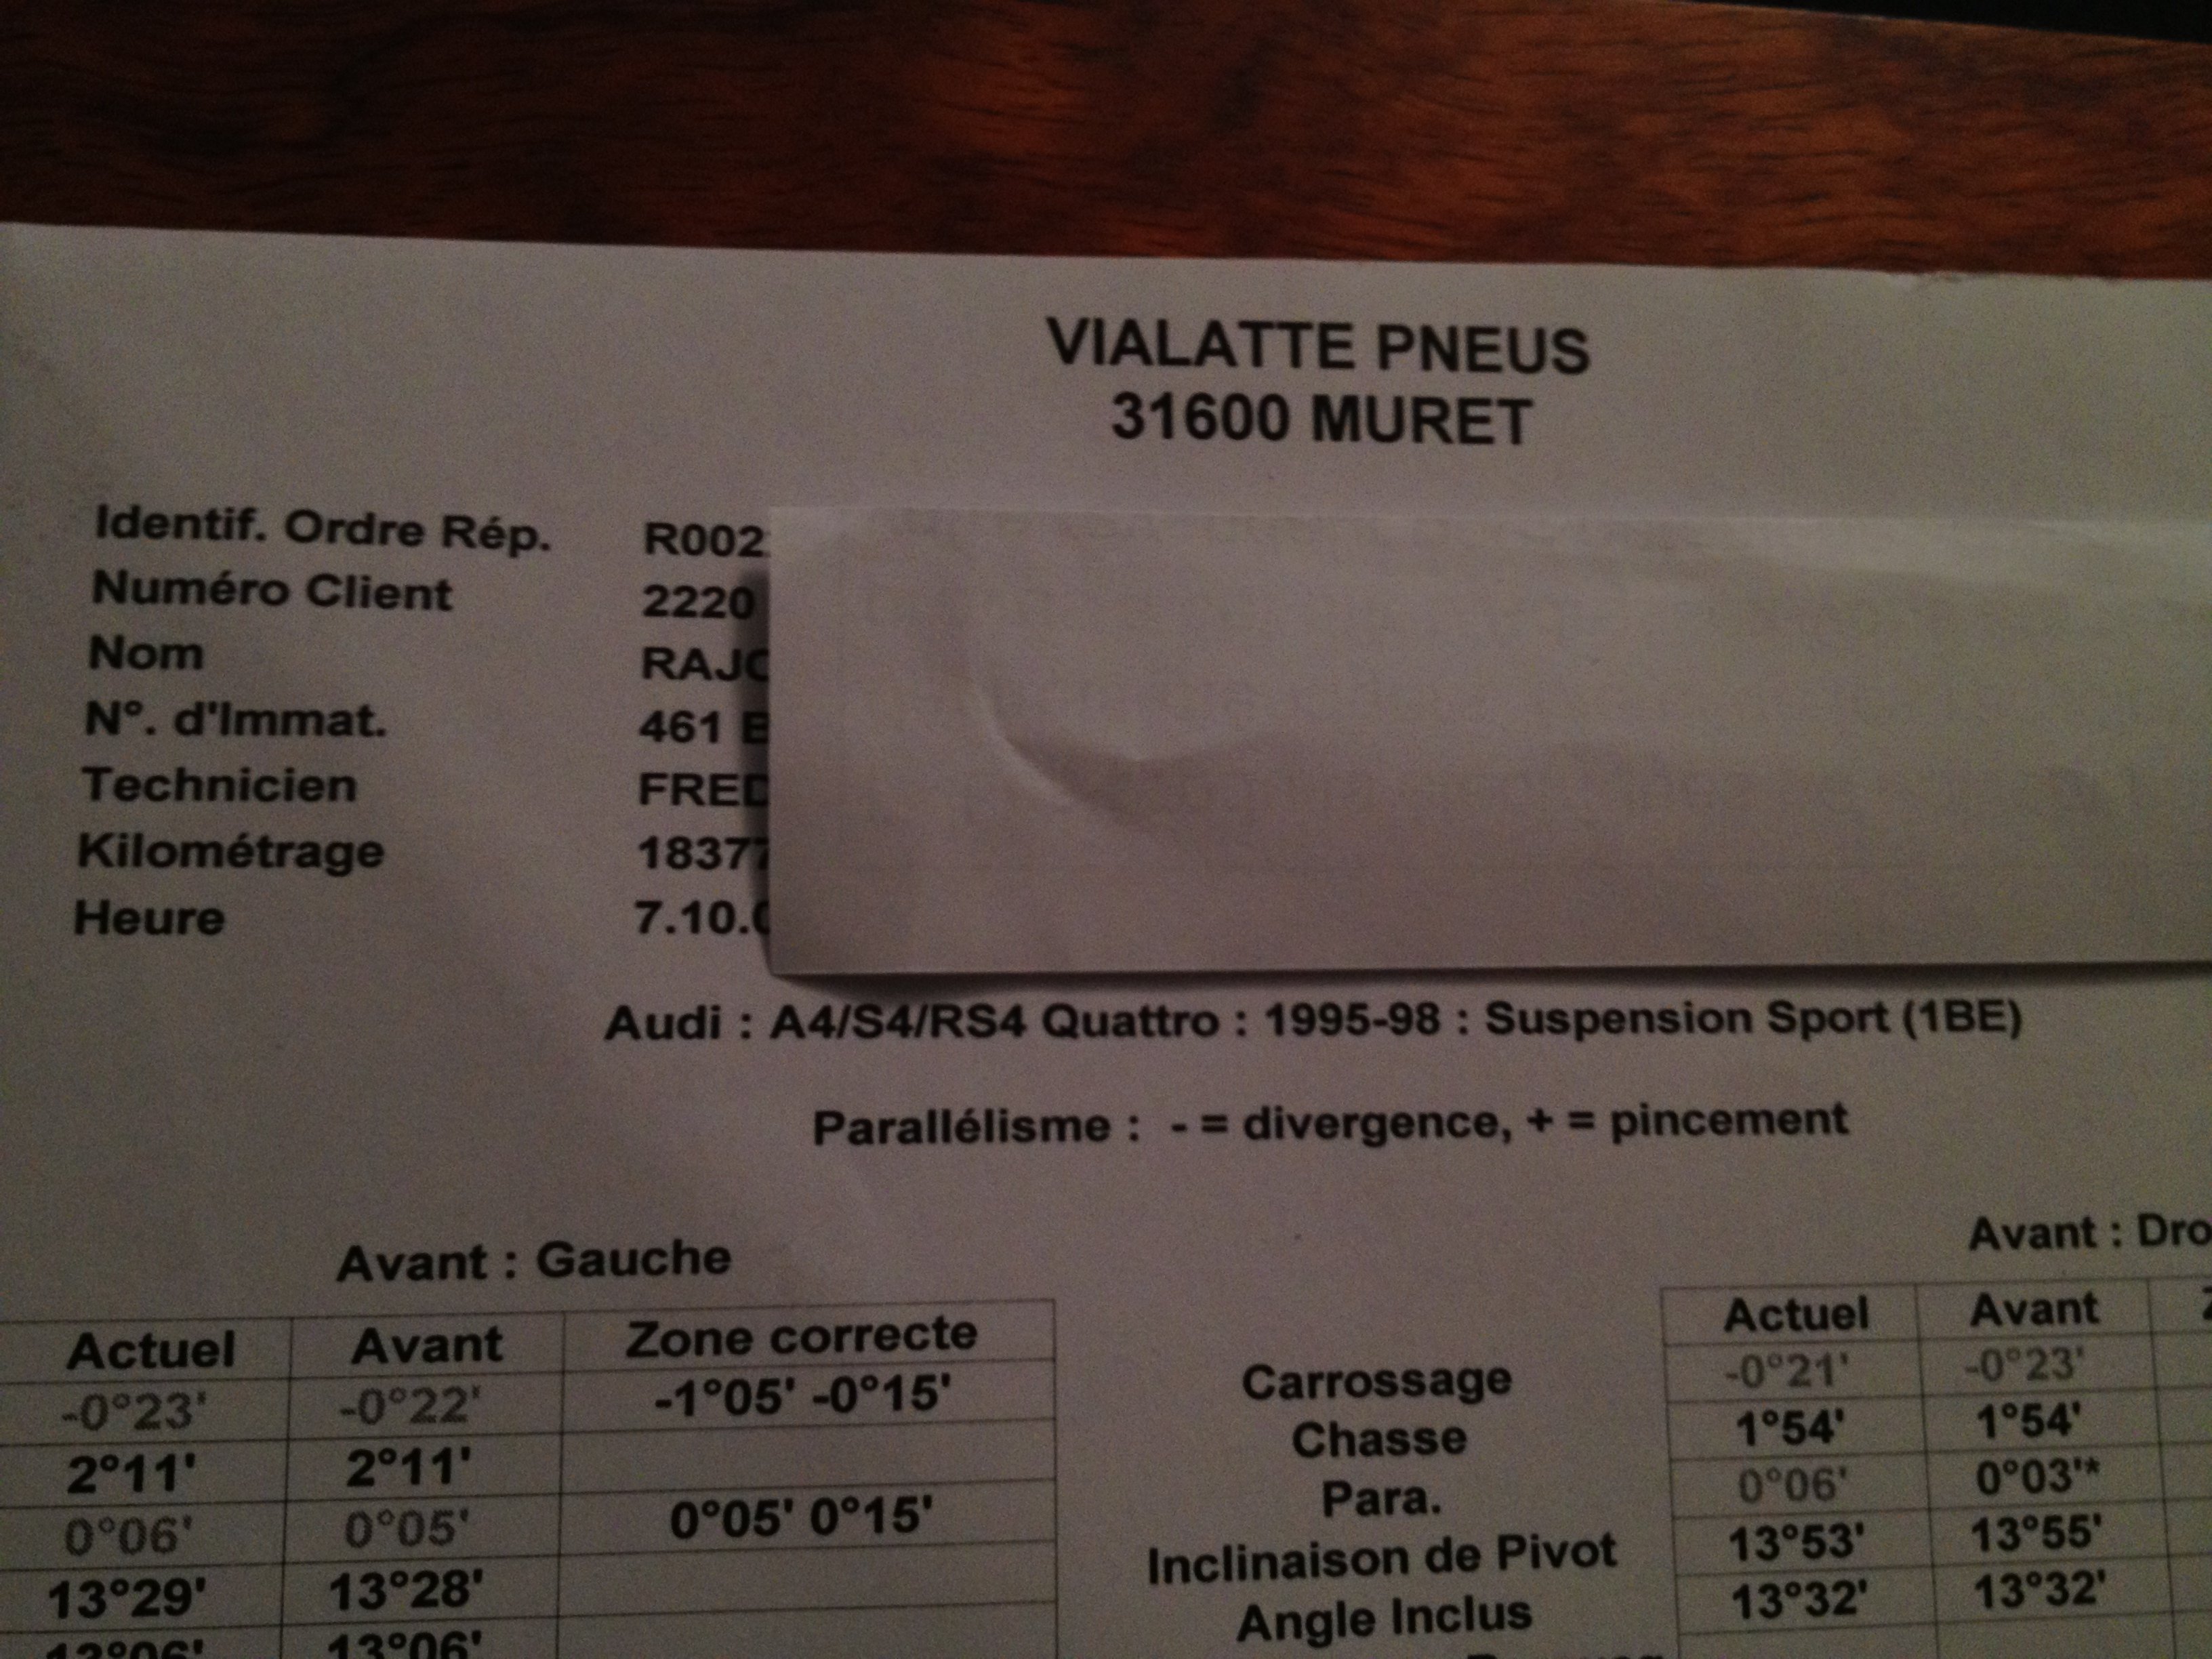 VIALATTE PNEUS
31600 MURET
Identif. Ordre Rép. R002
Numéro Client 2220
Nom RAJ
N°. d'Immat. 461
Technicien FRED
Kilométrage 18377
Heure 7.10.
Audi : A4/S4/RS4 Quattro : 1995-98 : Suspension Sport (1BE)
Parallélisme : - = divergence, + = pincement
Avant : Gauche Avant : Dro
Actuel Avant Zone correcte Actuel Avant
-0°23' -0°22' -1°05' -0°15' Carrossage -0°21' -0°23'
2°11' 2°11' Chasse 1°54' 1°54'
0°06' 0°05' 0°05' 0°15' Para. 0°06' 0°03'*
13°29' 13°28' Inclinaison de Pivot 13°53' 13°55'
13°06' 13°06' Angle Inclus 13°32' 13°32'